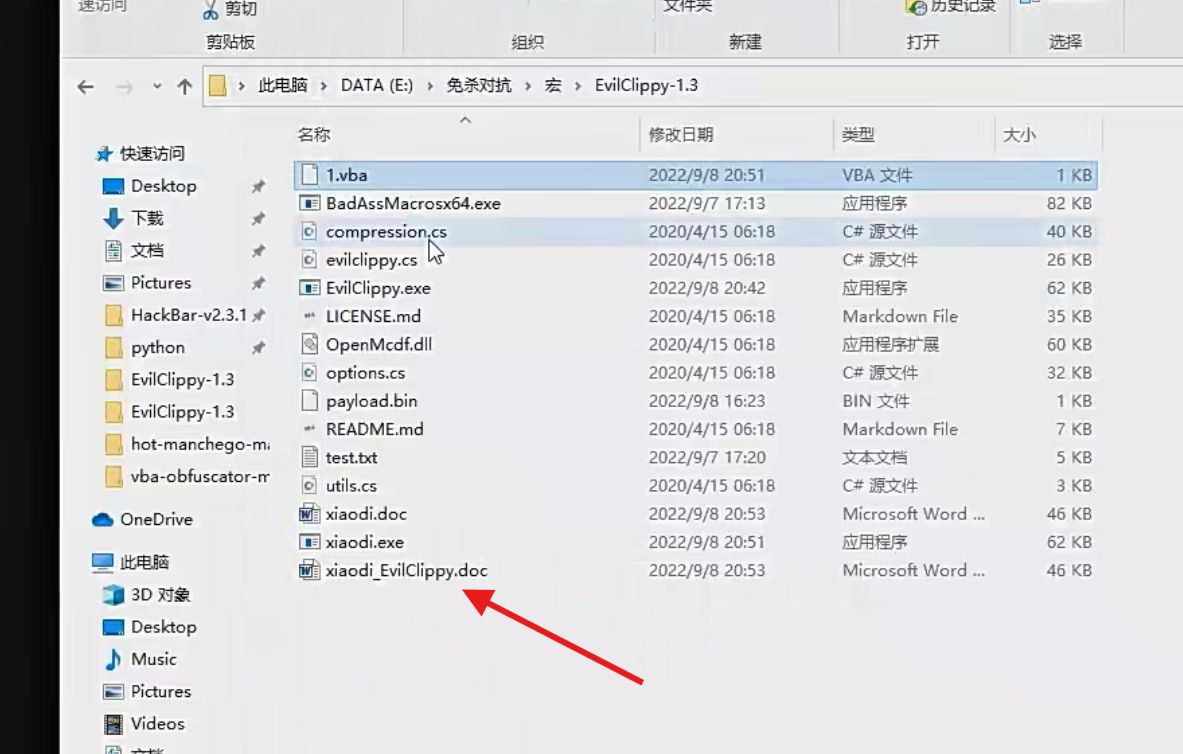 速访问
剪切
文件夹
历史记录
剪贴板
组织
新建
打开
选择
此电脑 › DATA (E:) › 免杀对抗 › 宏 › EvilClippy-1.3
名称 修改日期 类型 大小
快速访问
Desktop
下载
文档
Pictures
HackBar-v2.3.1
python
EvilClippy-1.3
EvilClippy-1.3
hot-manchego-ma
vba-obfuscator-m
OneDrive
此电脑
3D 对象
Desktop
Music
Pictures
Videos
1.vba 2022/9/8 20:51 VBA 文件 1 KB
BadAssMacrosx64.exe 2022/9/7 17:13 应用程序 82 KB
compression.cs 2020/4/15 06:18 C# 源文件 40 KB
evilclippy.cs 2020/4/15 06:18 C# 源文件 26 KB
EvilClippy.exe 2022/9/8 20:42 应用程序 62 KB
LICENSE.md 2020/4/15 06:18 Markdown File 35 KB
OpenMcdf.dll 2020/4/15 06:18 应用程序扩展 60 KB
options.cs 2020/4/15 06:18 C# 源文件 32 KB
payload.bin 2022/9/8 16:23 BIN 文件 1 KB
README.md 2020/4/15 06:18 Markdown File 7 KB
test.txt 2022/9/7 17:20 文本文档 5 KB
utils.cs 2020/4/15 06:18 C# 源文件 3 KB
xiaodi.doc 2022/9/8 20:53 Microsoft Word ... 46 KB
xiaodi.exe 2022/9/8 20:51 应用程序 62 KB
xiaodi_EvilClippy.doc 2022/9/8 20:53 Microsoft Word ... 46 KB